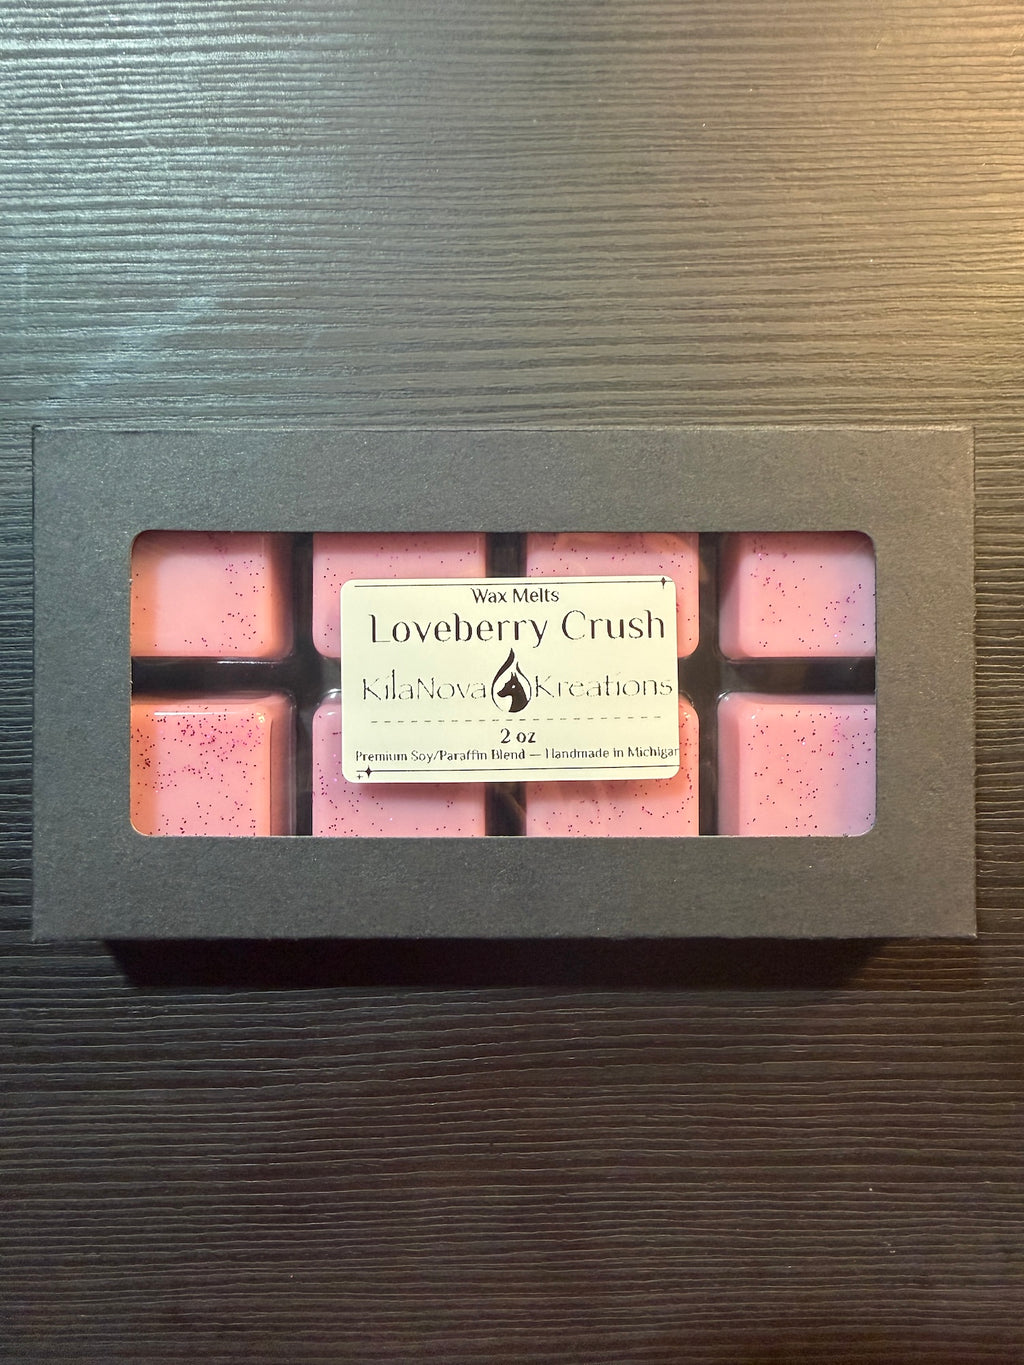 Wax Melts
Loveberry Crush
KilaNova Kreations
2 oz
Premium Soy/Paraffin Blend — Handmade in Michigan